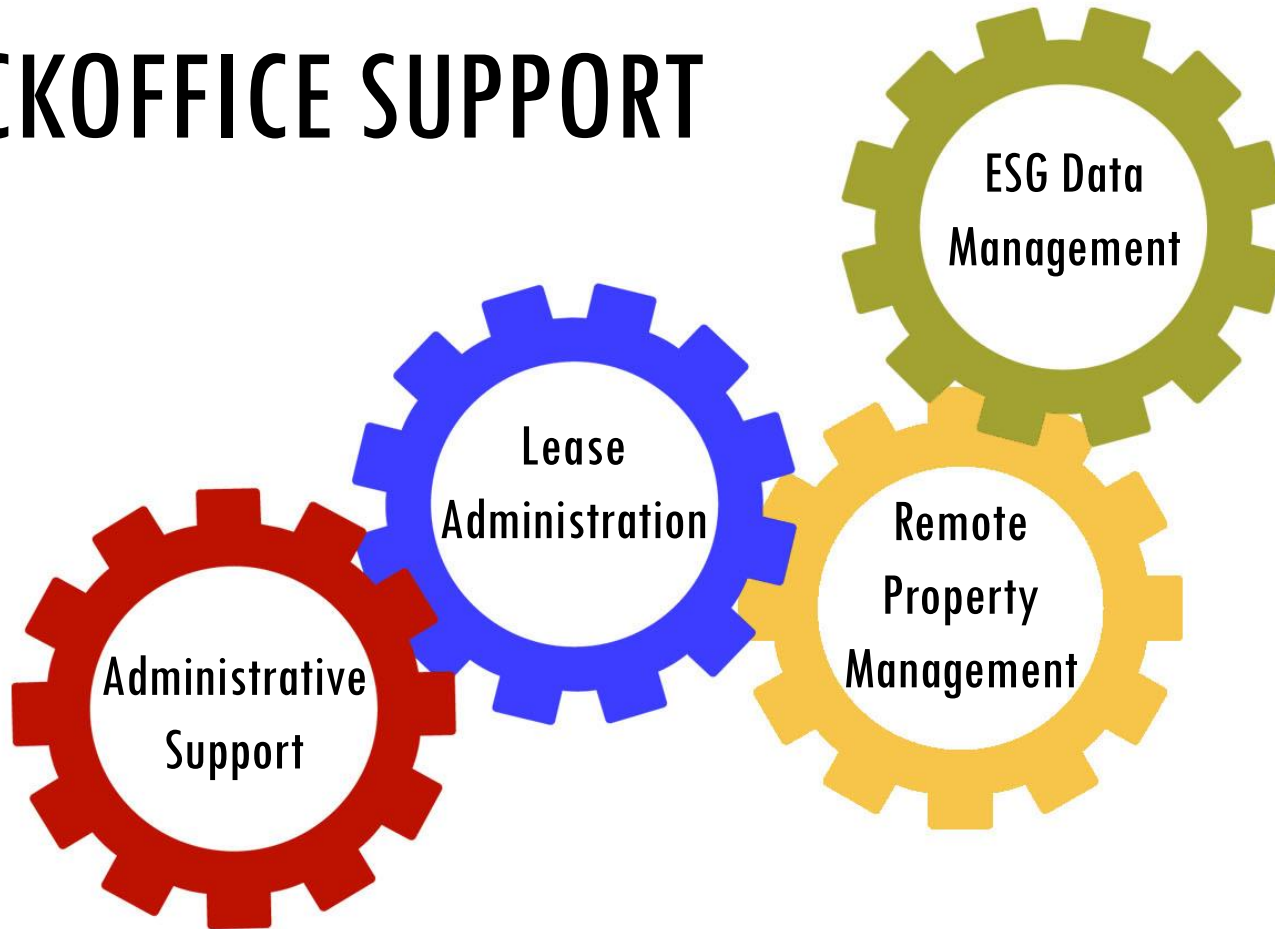 CKOFFICE SUPPORT
ESG Data
Management
Lease
Administration
Remote
Property
Management
Administrative
Support